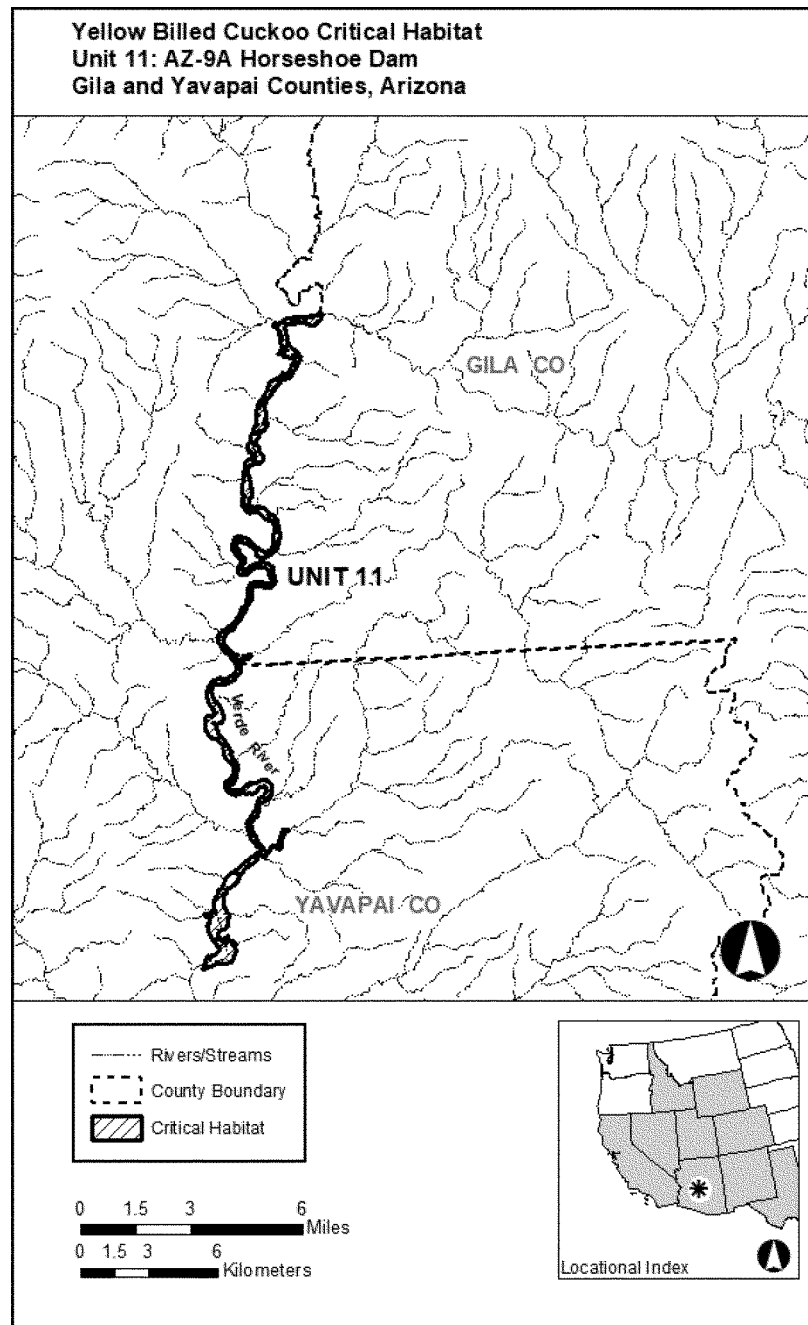 Yellow Billed Cuckoo Critical Habitat
Unit 11: AZ-9A Horseshoe Dam
Gila and Yavapai Counties, Arizona
GILA CO
UNIT 11
Verde River
YAVAPAI CO
Rivers/Streams
County Boundary
Critical Habitat
0 1.5 3 6
Miles
0 1.5 3 6
Kilometers
Locational Index